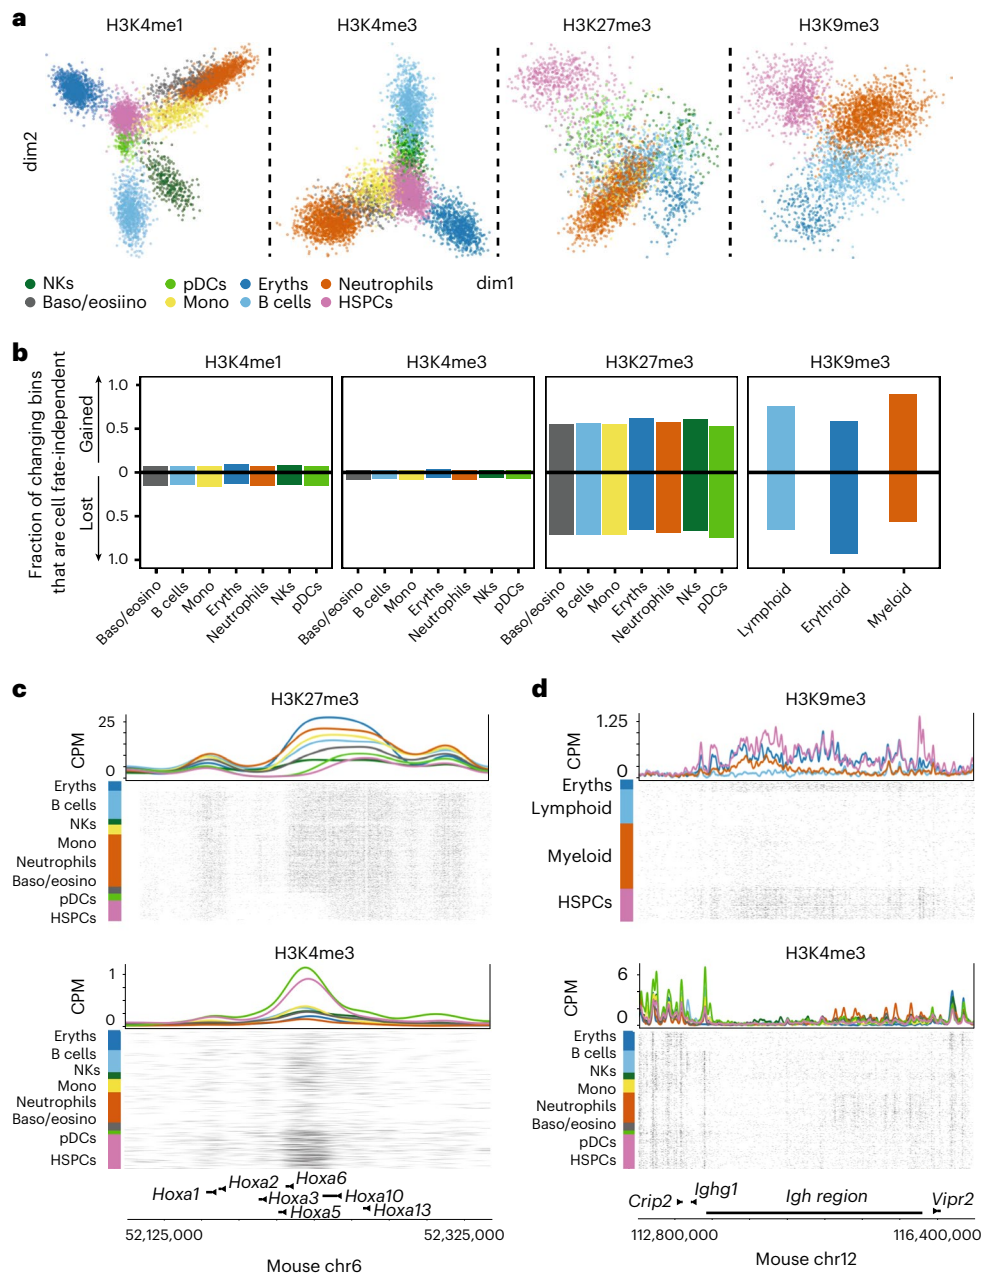 a
H3K4me1 H3K4me3 H3K27me3 H3K9me3
dim2
NKs pDCs Eryths Neutrophils dim1
Baso/eosiino Mono B cells HSPCs
b
H3K4me1 H3K4me3 H3K27me3 H3K9me3
Fraction of changing bins
that are cell fate-independent
Lost Gained
1.0
0.5
0
0.5
1.0
Baso/eosino B cells Mono Eryths Neutrophils NKs pDCs
Baso/eosino B cells Mono Eryths Neutrophils NKs pDCs
Baso/eosino B cells Mono Eryths Neutrophils NKs pDCs
Lymphoid Erythroid Myeloid
c
H3K27me3
CPM
25
0
Eryths
B cells
NKs
Mono
Neutrophils
Baso/eosino
pDCs
HSPCs
H3K4me3
CPM
1
0
Eryths
B cells
NKs
Mono
Neutrophils
Baso/eosino
pDCs
HSPCs
Hoxa1 Hoxa2 Hoxa6
Hoxa3 Hoxa10
Hoxa5 Hoxa13
52,125,000 52,325,000
Mouse chr6
d
H3K9me3
CPM
1.25
0
Eryths
Lymphoid
Myeloid
HSPCs
H3K4me3
CPM
6
0
Eryths
B cells
NKs
Mono
Neutrophils
Baso/eosino
pDCs
HSPCs
Crip2 Ighg1 Igh region Vipr2
112,800,000 116,400,000
Mouse chr12